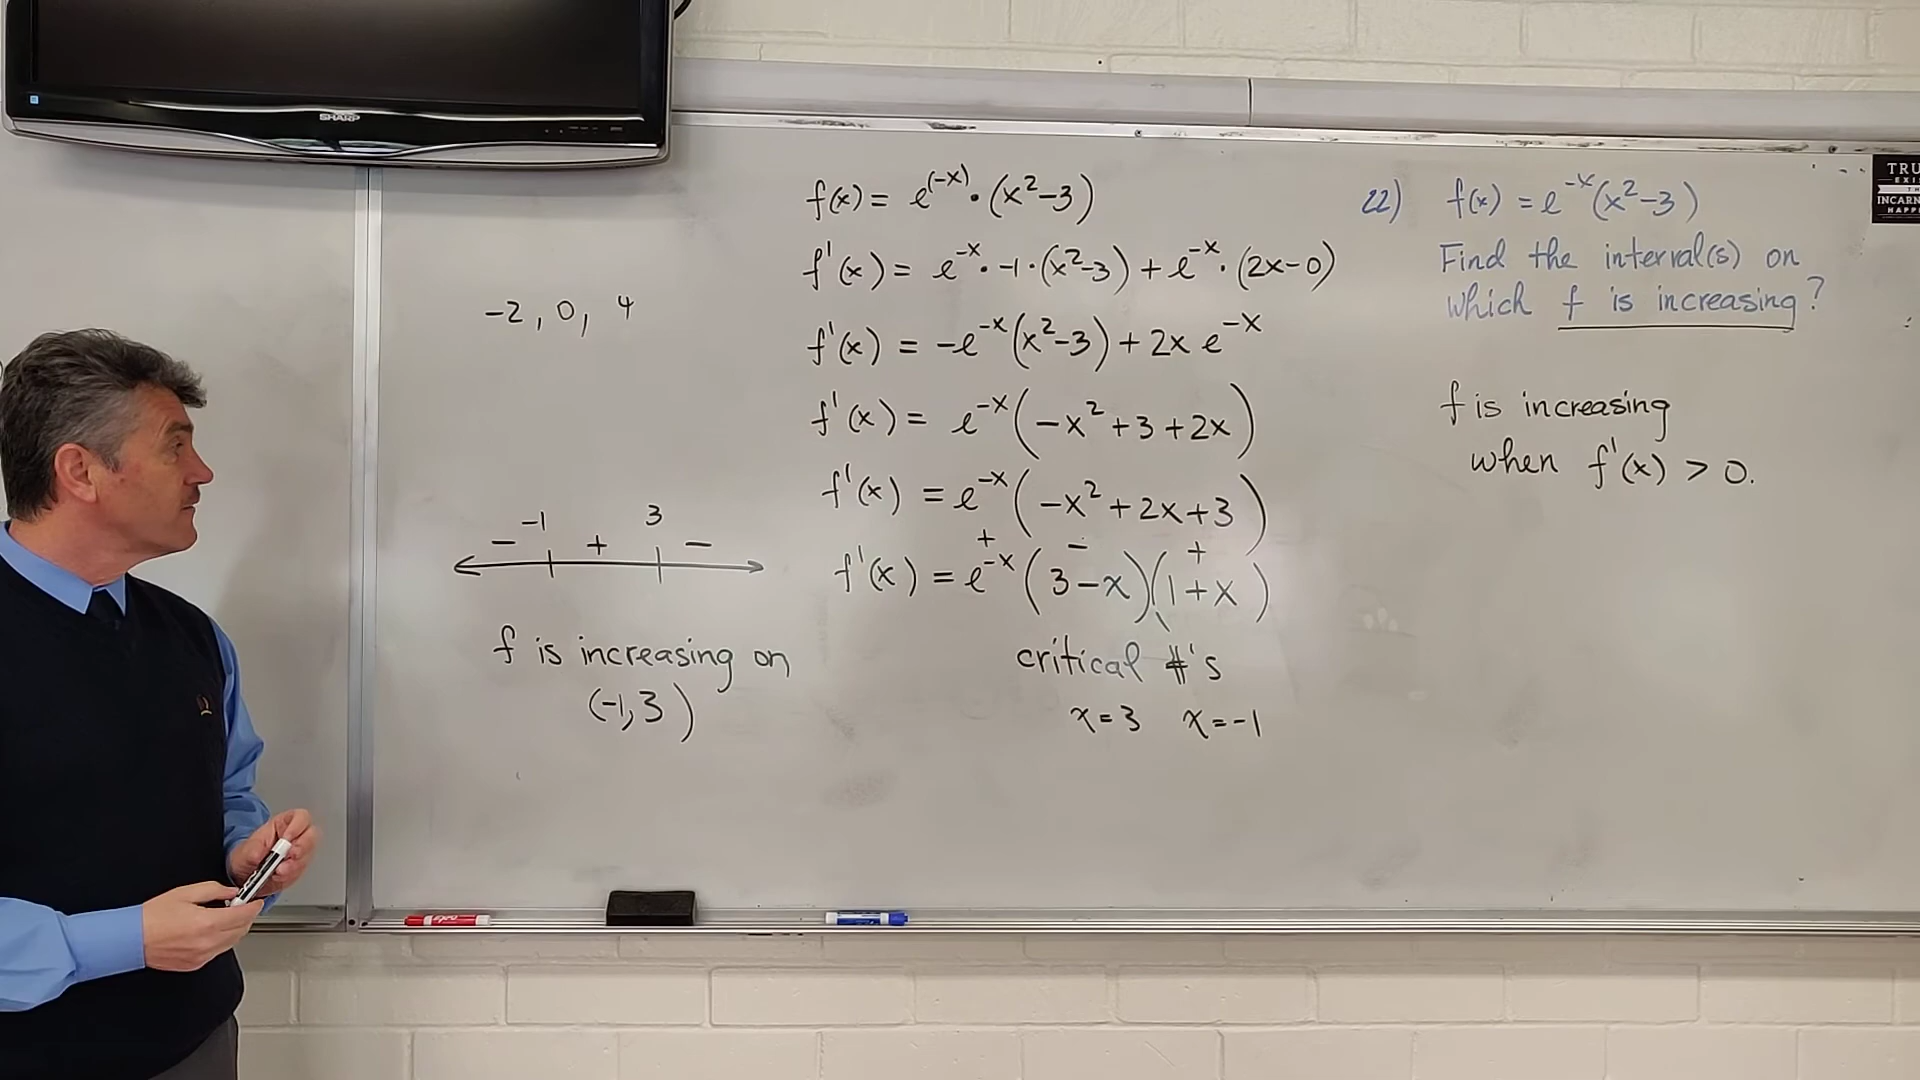 SHARP
f(x) = e^(-x) · (x²-3)
f'(x) = e^-x · -1 · (x²-3) + e^-x · (2x-0)
f'(x) = -e^-x (x²-3) + 2x e^-x
f'(x) = e^-x (-x² + 3 + 2x)
f'(x) = e^-x (-x² + 2x + 3)
+ - +
f'(x) = e^-x (3-x)(1+x)
critical #'s
x = 3 x = -1
-2, 0, 4
-1 3
- + -
f is increasing on
(-1, 3)
22) f(x) = e^-x (x²-3)
Find the interval(s) on
which f is increasing?
f is increasing
when f'(x) > 0.
TRU
INCARN
HAPP